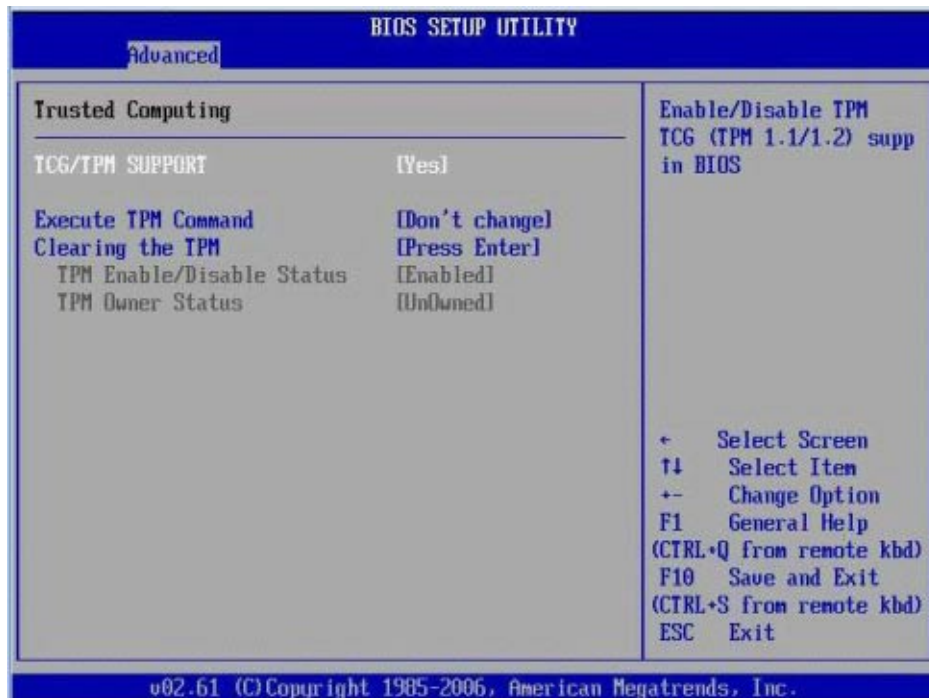 BIOS SETUP UTILITY
Advanced
Trusted Computing
TCG/TPM SUPPORT [Yes]
Execute TPM Command [Don't change]
Clearing the TPM [Press Enter]
TPM Enable/Disable Status [Enabled]
TPM Owner Status [UnOwned]
Enable/Disable TPM
TCG (TPM 1.1/1.2) supp
in BIOS
← Select Screen
↑↓ Select Item
+- Change Option
F1 General Help
(CTRL+Q from remote kbd)
F10 Save and Exit
(CTRL+S from remote kbd)
ESC Exit
v02.61 (C)Copyright 1985-2006, American Megatrends, Inc.